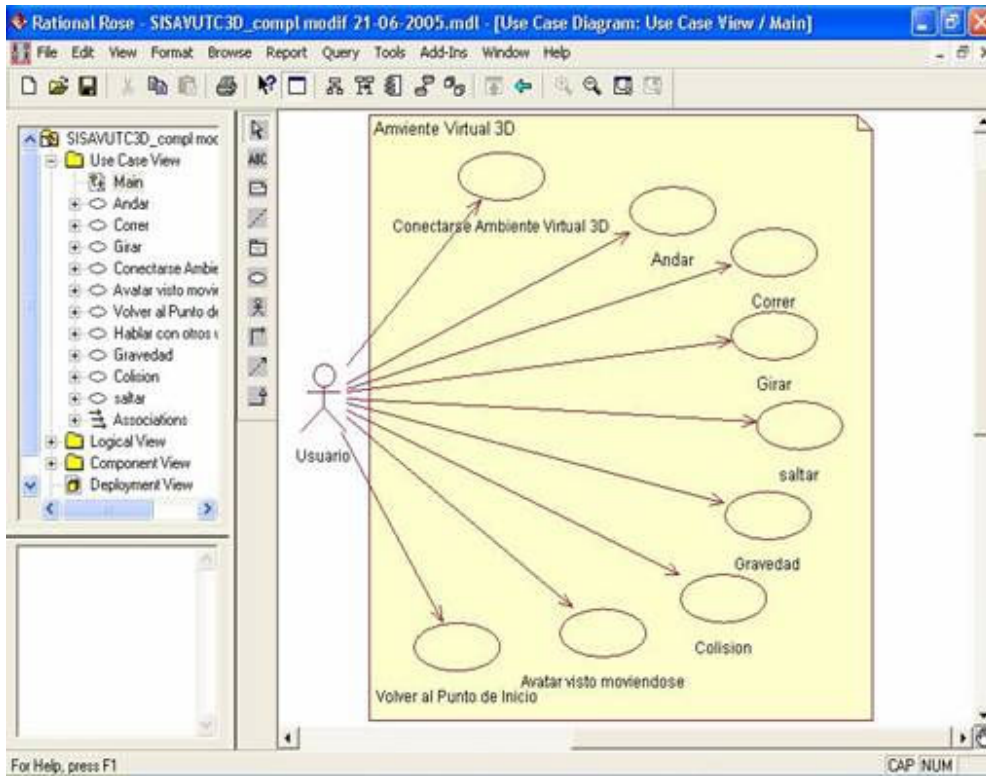 Rational Rose - SISAVUTC3D_compl modif 21-06-2005.mdl - [Use Case Diagram: Use Case View / Main]
File Edit View Format Browse Report Query Tools Add-Ins Window Help
SISAVUTC3D_compl moc
Use Case View
Main
Andar
Correr
Girar
Conectarse Ambie
Avatar visto movie
Volver al Punto de
Hablar con otros u
Gravedad
Colision
saltar
Associations
Logical View
Component View
Deployment View
ABC
Amviente Virtual 3D
Conectarse Ambiente Virtual 3D
Andar
Correr
Girar
Usuario
saltar
Gravedad
Colision
Avatar visto moviendose
Volver al Punto de Inicio
For Help, press F1
CAP NUM